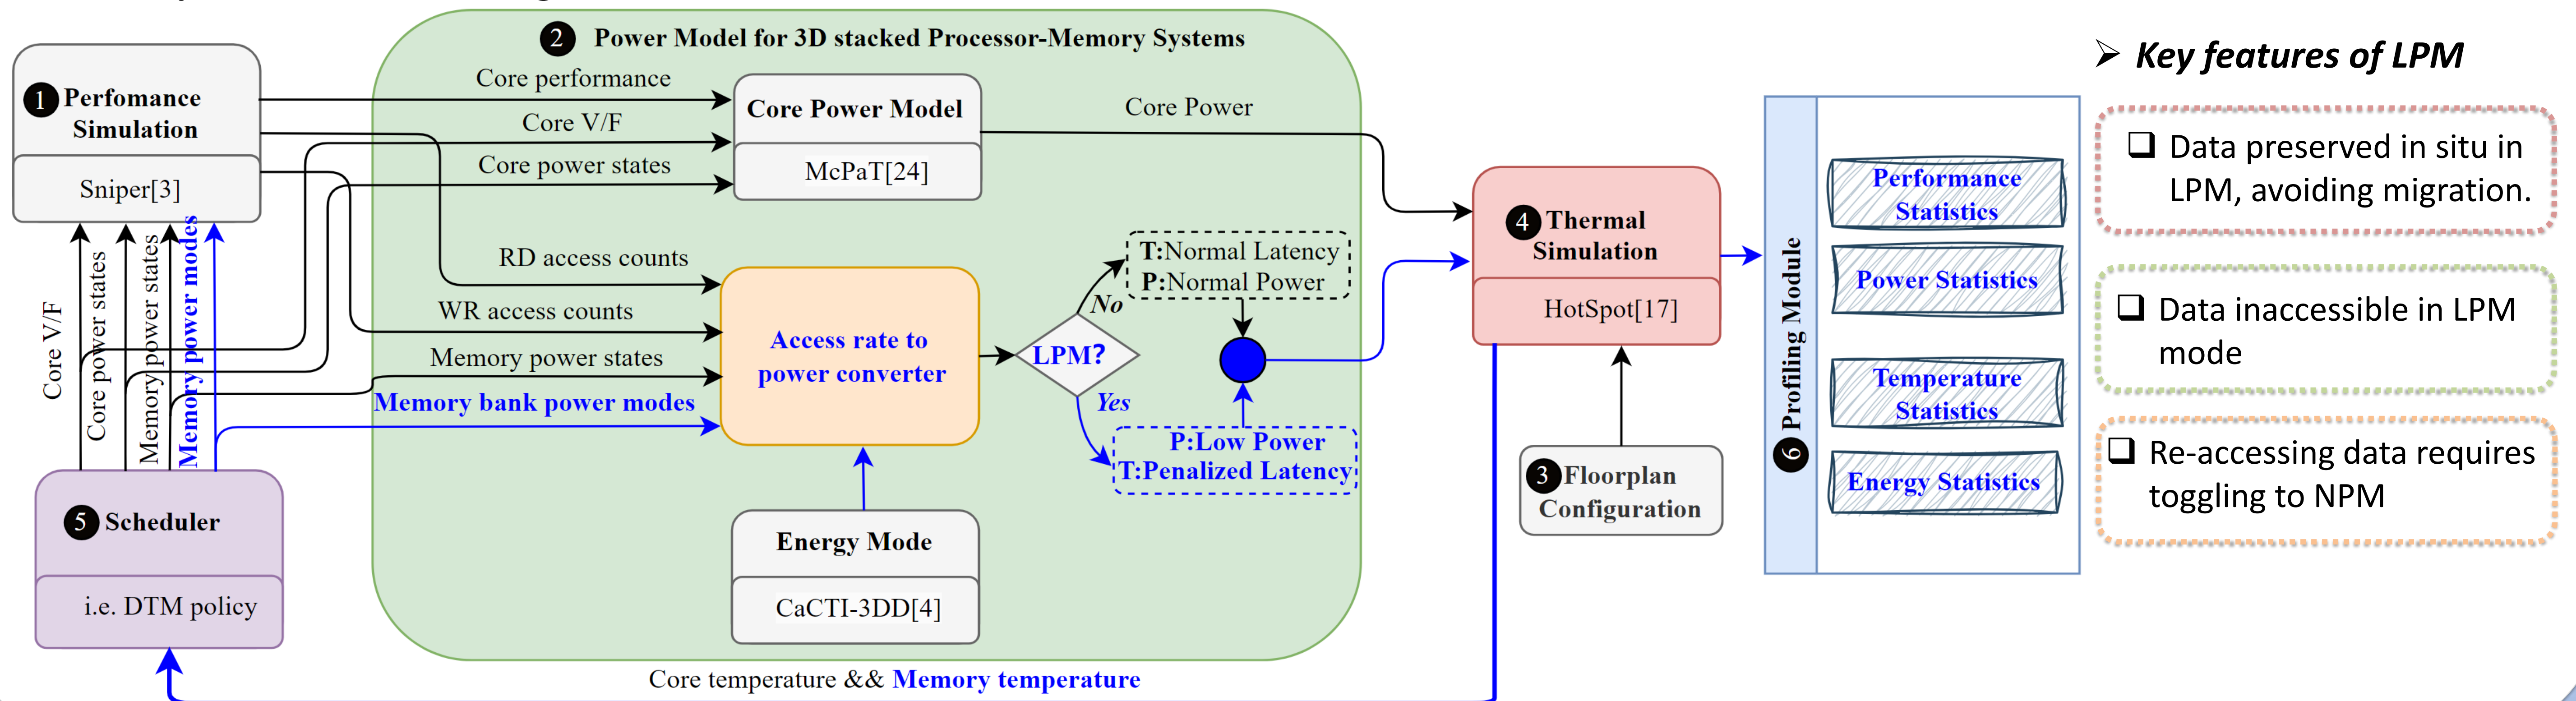 ❶ Perfomance
Simulation
Sniper[3]
Core V/F
Core power states
Memory power states
Memory power modes
❺ Scheduler
i.e. DTM policy
❷ Power Model for 3D stacked Processor-Memory Systems
Core performance
Core V/F
Core power states
Core Power Model
McPaT[24]
Core Power
RD access counts
WR access counts
Memory power states
Memory bank power modes
Access rate to
power converter
LPM?
No
T:Normal Latency
P:Normal Power
Yes
P:Low Power
T:Penalized Latency
Energy Mode
CaCTI-3DD[4]
Core temperature && Memory temperature
❹ Thermal
Simulation
HotSpot[17]
❸ Floorplan
Configuration
❻ Profiling Module
Performance
Statistics
Power Statistics
Temperature
Statistics
Energy Statistics
➢ Key features of LPM
❑ Data preserved in situ in
LPM, avoiding migration.
❑ Data inaccessible in LPM
mode
❑ Re-accessing data requires
toggling to NPM